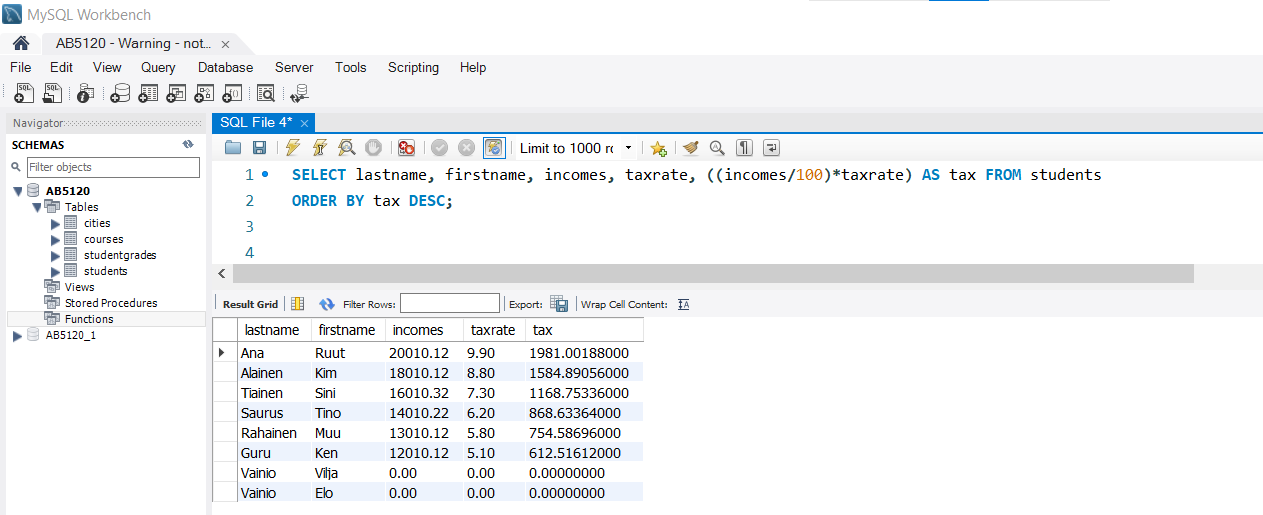 MySQL Workbench
AB5120 - Warning - not... ×
File Edit View Query Database Server Tools Scripting Help
SQL SQL
Navigator
SCHEMAS
Filter objects
AB5120
Tables
cities
courses
studentgrades
students
Views
Stored Procedures
Functions
AB5120_1
SQL File 4* ×
Limit to 1000 rc
1 SELECT lastname, firstname, incomes, taxrate, ((incomes/100)*taxrate) AS tax FROM students
2 ORDER BY tax DESC;
3
4
Result Grid Filter Rows: Export: Wrap Cell Content: IA
lastname firstname incomes taxrate tax
Ana Ruut 20010.12 9.90 1981.00188000
Alainen Kim 18010.12 8.80 1584.89056000
Tiainen Sini 16010.32 7.30 1168.75336000
Saurus Tino 14010.22 6.20 868.63364000
Rahainen Muu 13010.12 5.80 754.58696000
Guru Ken 12010.12 5.10 612.51612000
Vainio Vilja 0.00 0.00 0.00000000
Vainio Elo 0.00 0.00 0.00000000